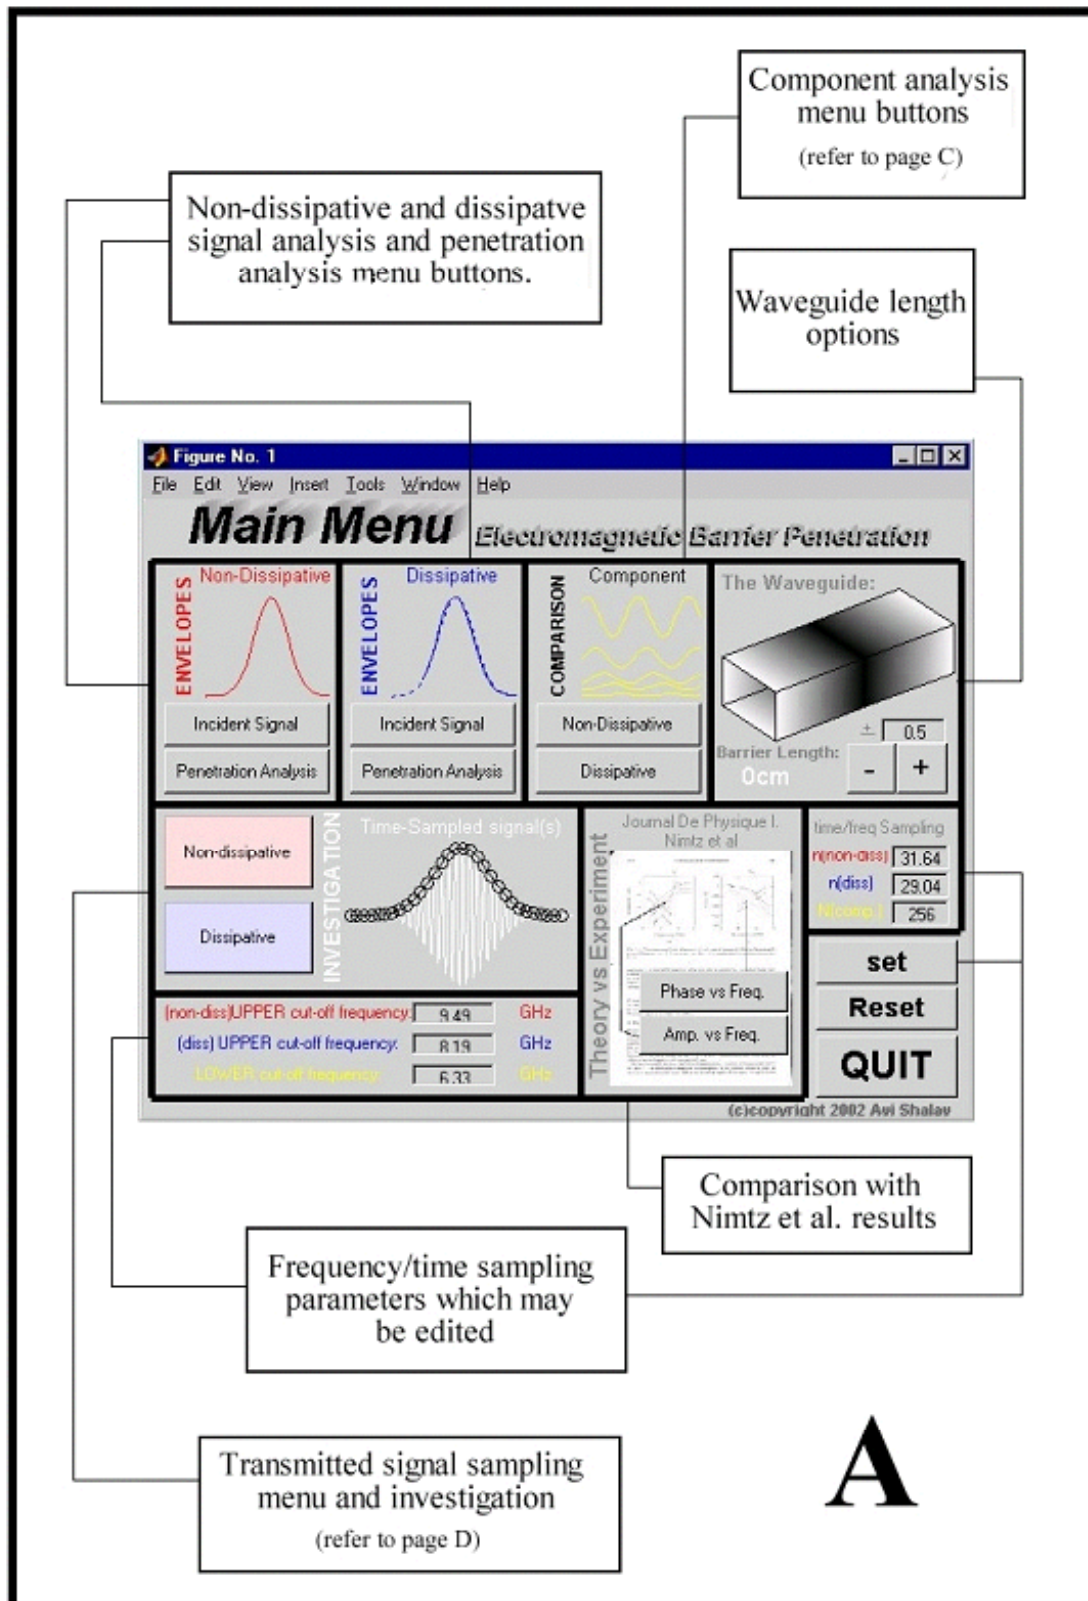 Component analysis
menu buttons
(refer to page C)
Non-dissipative and dissipatve
signal analysis and penetration
analysis menu buttons.
Waveguide length
options
Figure No. 1
File Edit View Insert Tools Window Help
Main Menu Electromagnetic Barrier Penetration
ENVELOPES
Non-Dissipative
Incident Signal
Penetration Analysis
ENVELOPES
Dissipative
Incident Signal
Penetration Analysis
COMPARISON
Component
Non-Dissipative
Dissipative
The Waveguide:
± 0.5
Barrier Length:
0cm
- +
Non-dissipative
Dissipative
INVESTIGATION
Time-Sampled signal(s)
Theory vs Experiment
Journal De Physique I.
Nimtz et al
Phase vs Freq.
Amp. vs Freq.
time/freq Sampling
n(non-diss) 31.64
n(diss) 29.04
N(comp.) 256
set
Reset
QUIT
(non-diss)UPPER cut-off frequency: 9.49 GHz
(diss) UPPER cut-off frequency: 8.19 GHz
LOWER cut-off frequency: 6.33 GHz
(c)copyright 2002 Avi Shalav
Comparison with
Nimtz et al. results
Frequency/time sampling
parameters which may
be edited
Transmitted signal sampling
menu and investigation
(refer to page D)
A